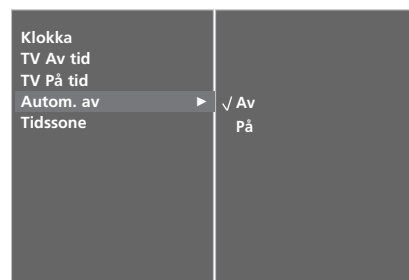 Klokka
TV Av tid
TV På tid
Autom. av ►
Tidssone
√ Av
På